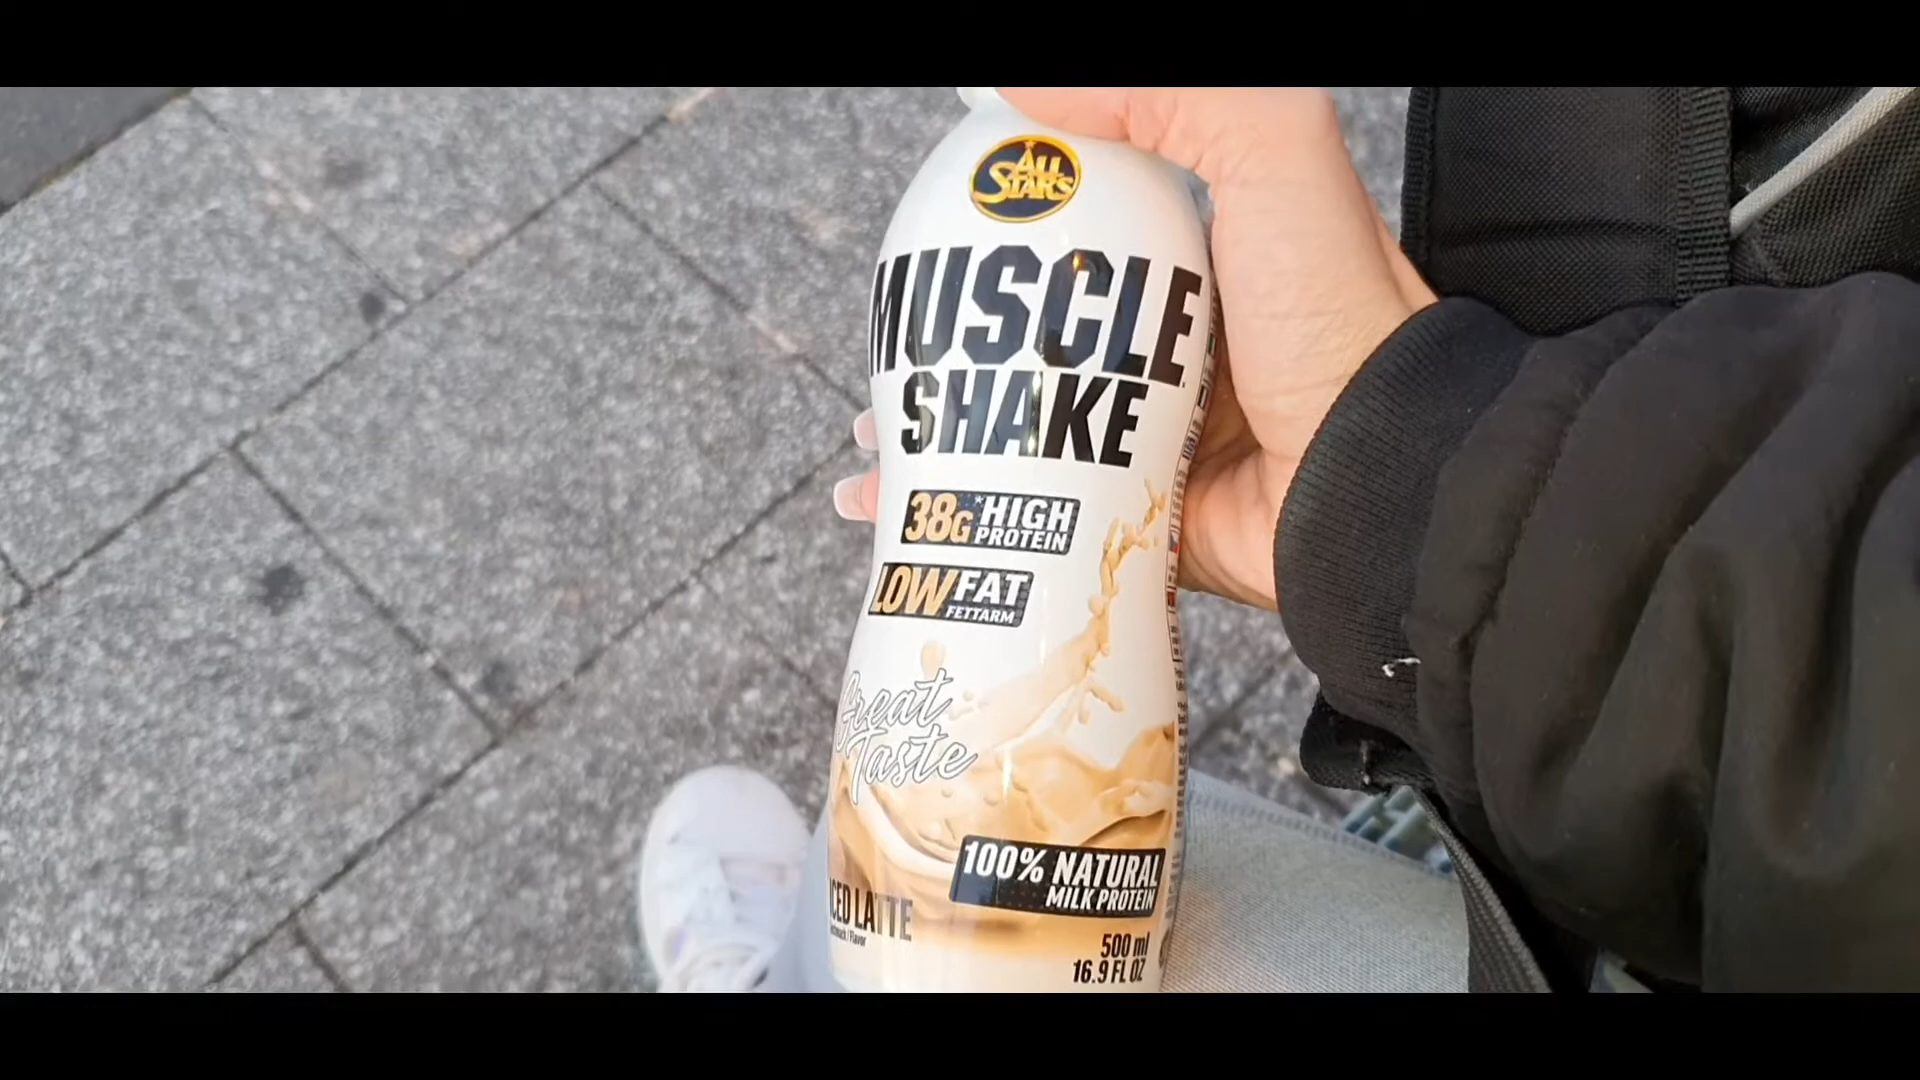 ALL
STARS
MUSCLE
SHAKE
38G* HIGH
PROTEIN
LOW FAT
FETTARM
Great
Taste
100% NATURAL
MILK PROTEIN
ICED LATTE
/ Flavor
500 ml
16.9 FL OZ